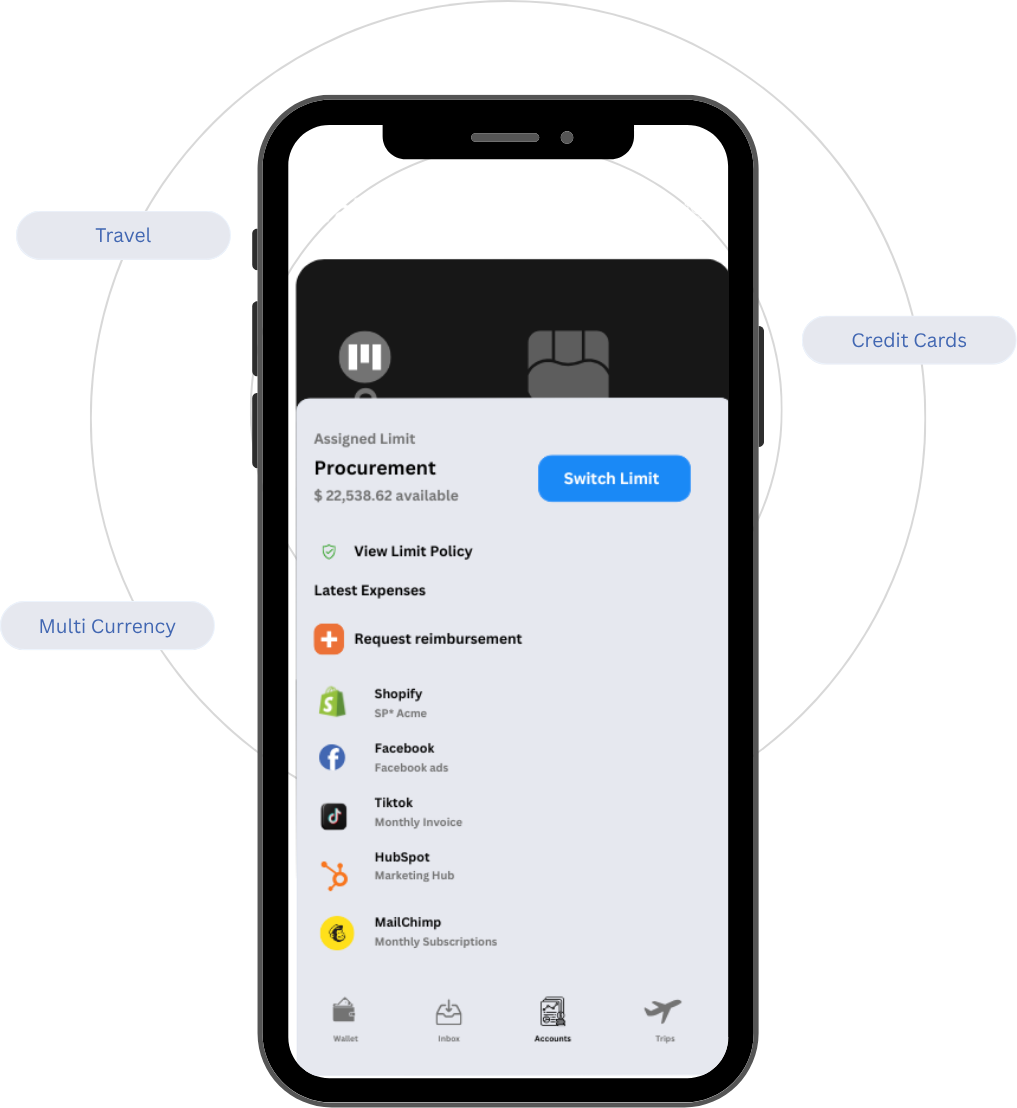 Travel
Credit Cards
Assigned Limit
Procurement
$ 22,538.62 available
Switch Limit
View Limit Policy
Latest Expenses
Request reimbursement
Shopify
SP* Acme
Facebook
Facebook ads
Tiktok
Monthly Invoice
HubSpot
Marketing Hub
MailChimp
Monthly Subscriptions
Wallet
Inbox
Accounts
Trips
Multi Currency